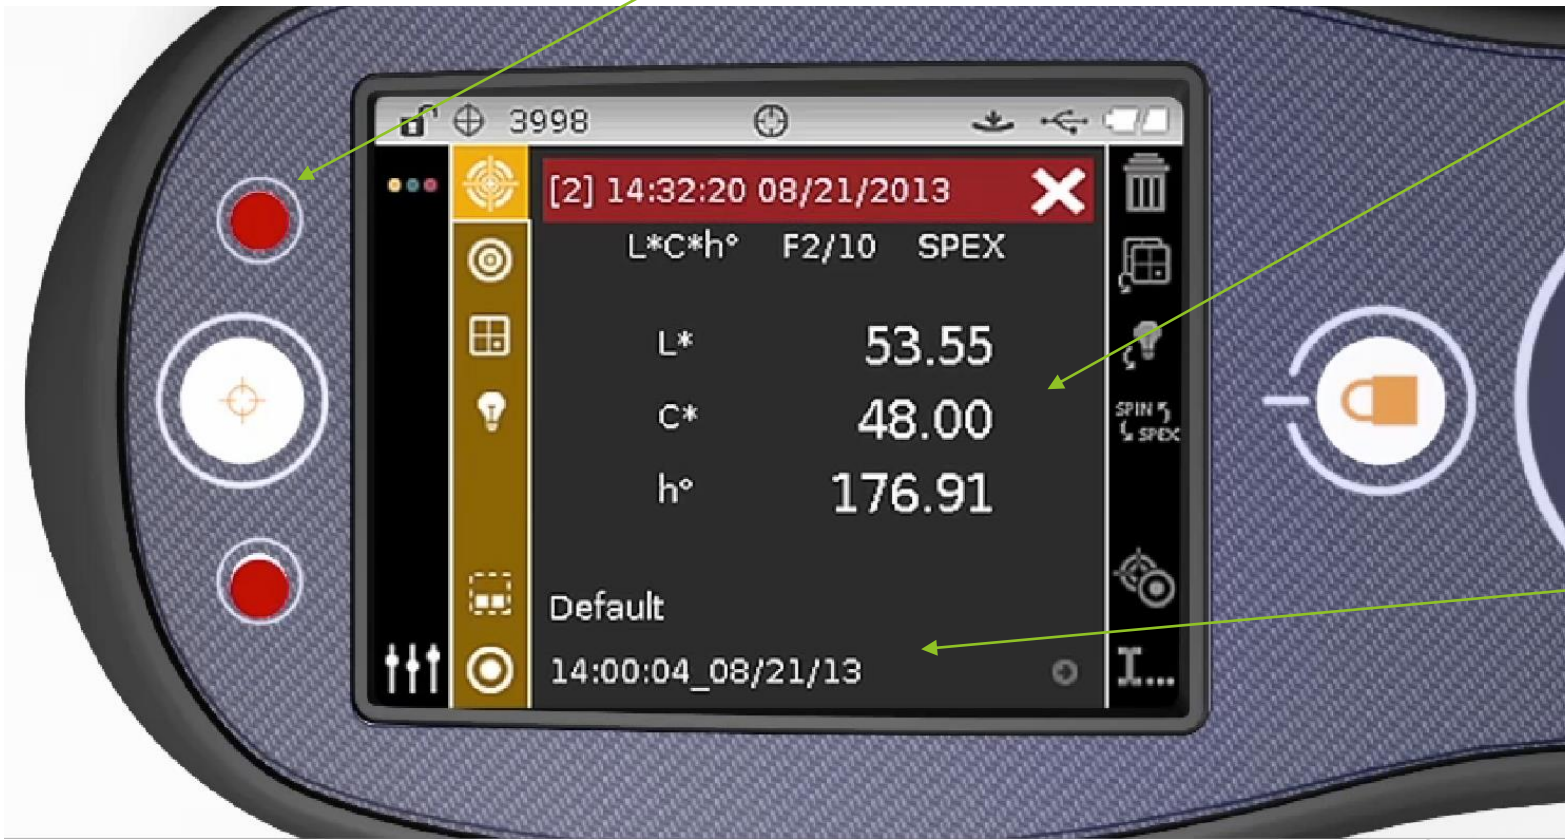 3998
[2] 14:32:20 08/21/2013
L*C*h° F2/10 SPEX
L* 53.55
C* 48.00
SPIN
SPEX
h° 176.91
Default
14:00:04_08/21/13
I...